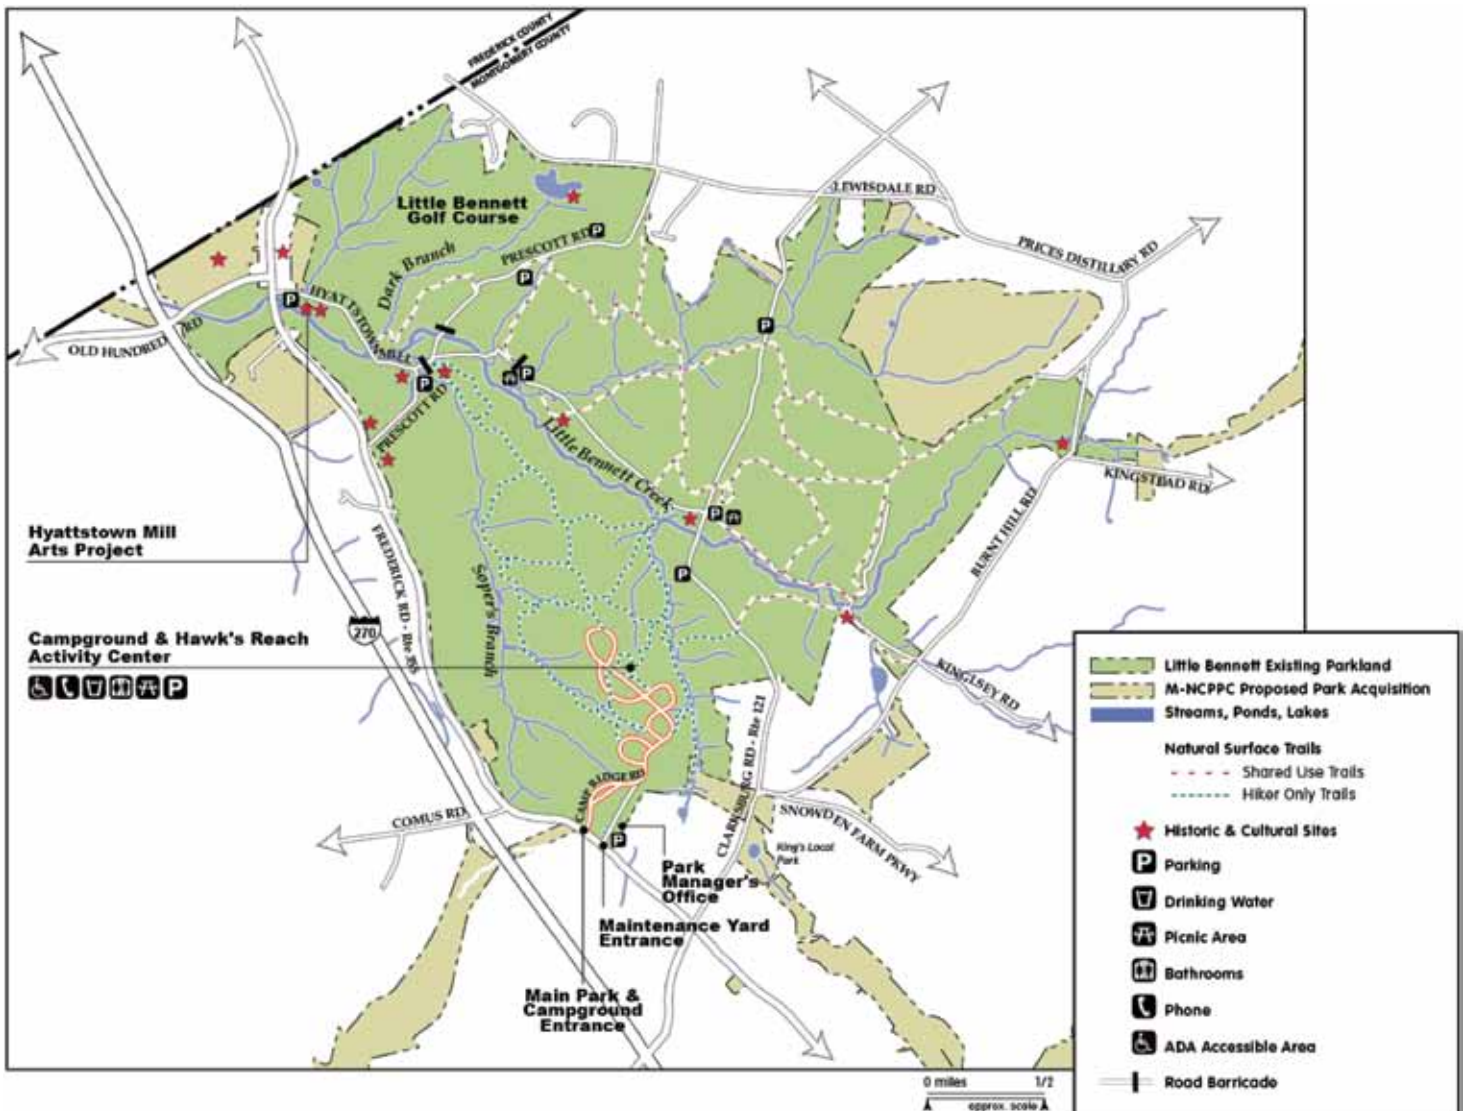 FREDERICK COUNTY
MONTGOMERY COUNTY
Little Bennett
Golf Course
LEWISDALE RD
PRESCOTT RD
P
Dark Branch
PRICES DISTILLARY RD
P
HYATTSTOWN MILL
P
OLD HUNDRED RD
P
P
P
PRESCOTT RD
Little Bennett Creek
KINGSTEAD RD
P
Hyattstown Mill
Arts Project
FREDERICK RD - Rte 355
Soper's Branch
BURNT HILL RD
P
270
Campground & Hawk's Reach
Activity Center
P
KINGLSEY RD
CLARKSBURG RD - Rte 121
CAMP RIDGE RD
COMUS RD
SNOWDEN FARM PKWY
P
King's Local
Park
Park
Manager's
Office
Maintenance Yard
Entrance
Main Park &
Campground
Entrance
Little Bennett Existing Parkland
M-NCPPC Proposed Park Acquisition
Streams, Ponds, Lakes
Natural Surface Trails
Shared Use Trails
Hiker Only Trails
Historic & Cultural Sites
P Parking
Drinking Water
Picnic Area
Bathrooms
Phone
ADA Accessible Area
Road Barricade
0 miles 1/2
approx. scale